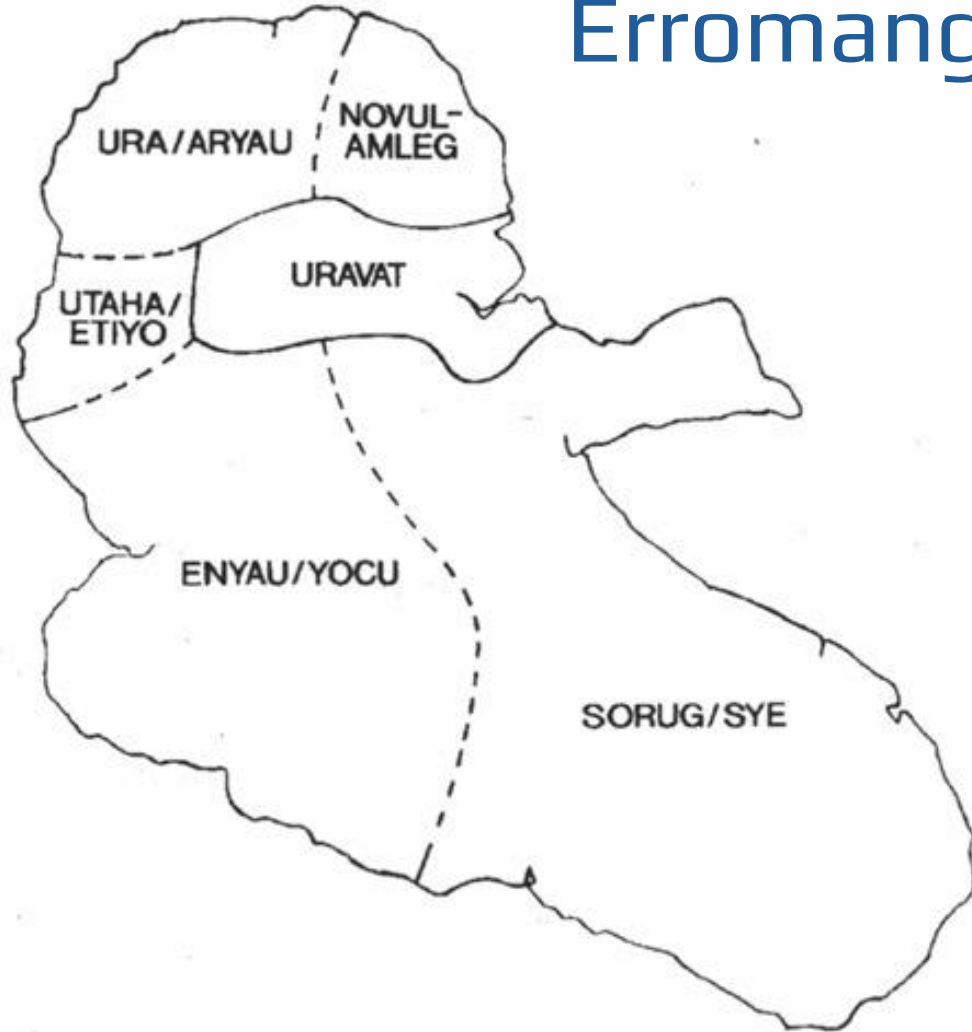 Erromang
NOVUL-
AMLEG
URA/ARYAU
URAVAT
UTAHA/
ETIYO
ENYAU/YOCU
SORUG/SYE